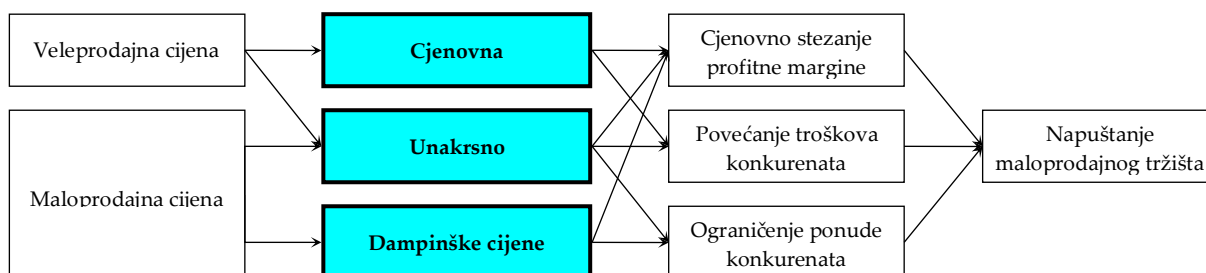 Veleprodajna cijena
Maloprodajna cijena
Cjenovna
Unakrsno
Dampinške cijene
Cjenovno stezanje
profitne margine
Povećanje troškova
konkurenata
Ograničenje ponude
konkurenata
Napuštanje
maloprodajnog tržišta